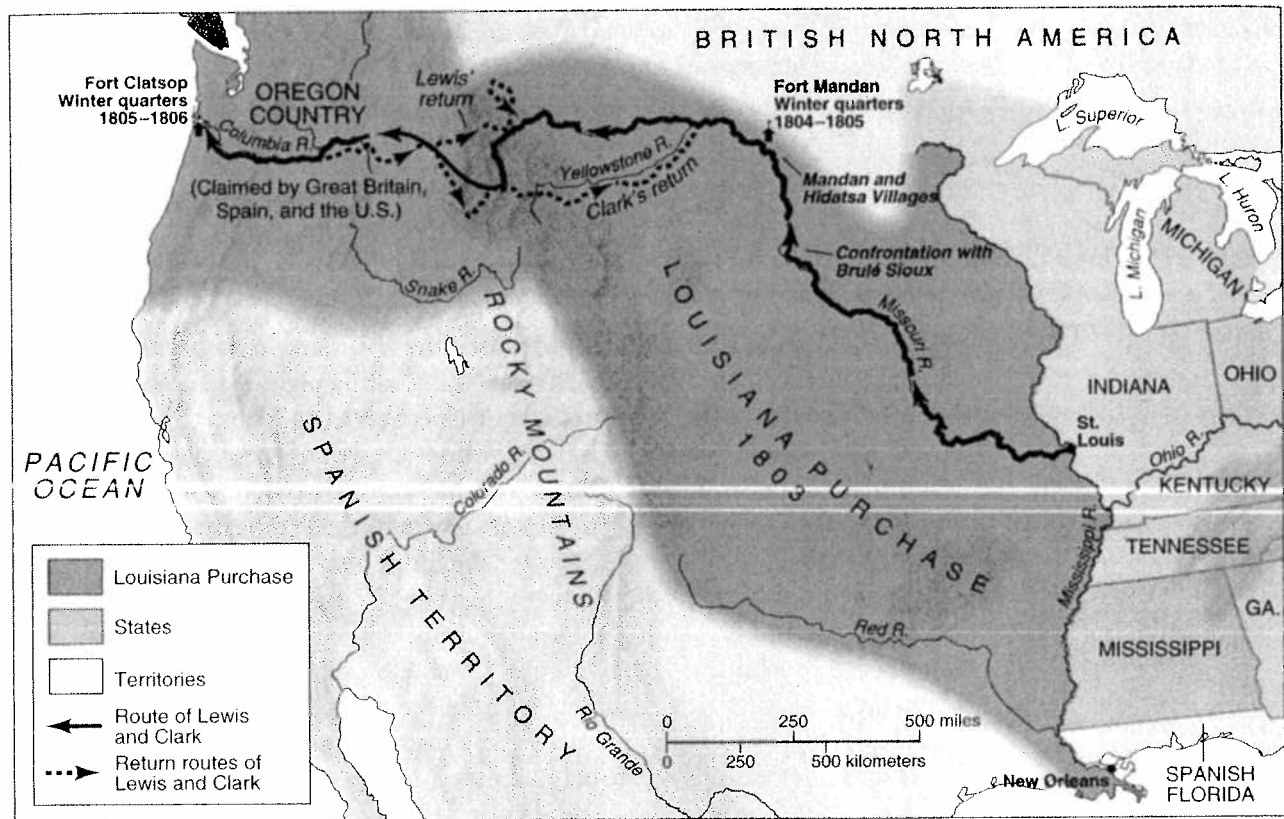 BRITISH NORTH AMERICA
Fort Clatsop
Winter quarters
1805–1806
OREGON
COUNTRY
Lewis'
return
Fort Mandan
Winter quarters
1804–1805
L. Superior
Columbia R.
Yellowstone R.
Clark's return
(Claimed by Great Britain,
Spain, and the U.S.)
Mandan and
Hidatsa Villages
L. Huron
L. Michigan
MICHIGAN
Confrontation with
Brulé Sioux
Snake R.
Missouri R.
ROCKY MOUNTAINS
LOUISIANA PURCHASE
1803
INDIANA
OHIO
St.
Louis
Ohio R.
KENTUCKY
PACIFIC
OCEAN
Colorado R.
SPANISH TERRITORY
Mississippi R.
TENNESSEE
GA.
MISSISSIPPI
Red R.
Rio Grande
Louisiana Purchase
States
Territories
Route of Lewis
and Clark
Return routes of
Lewis and Clark
0 250 500 miles
0 250 500 kilometers
New Orleans
SPANISH
FLORIDA